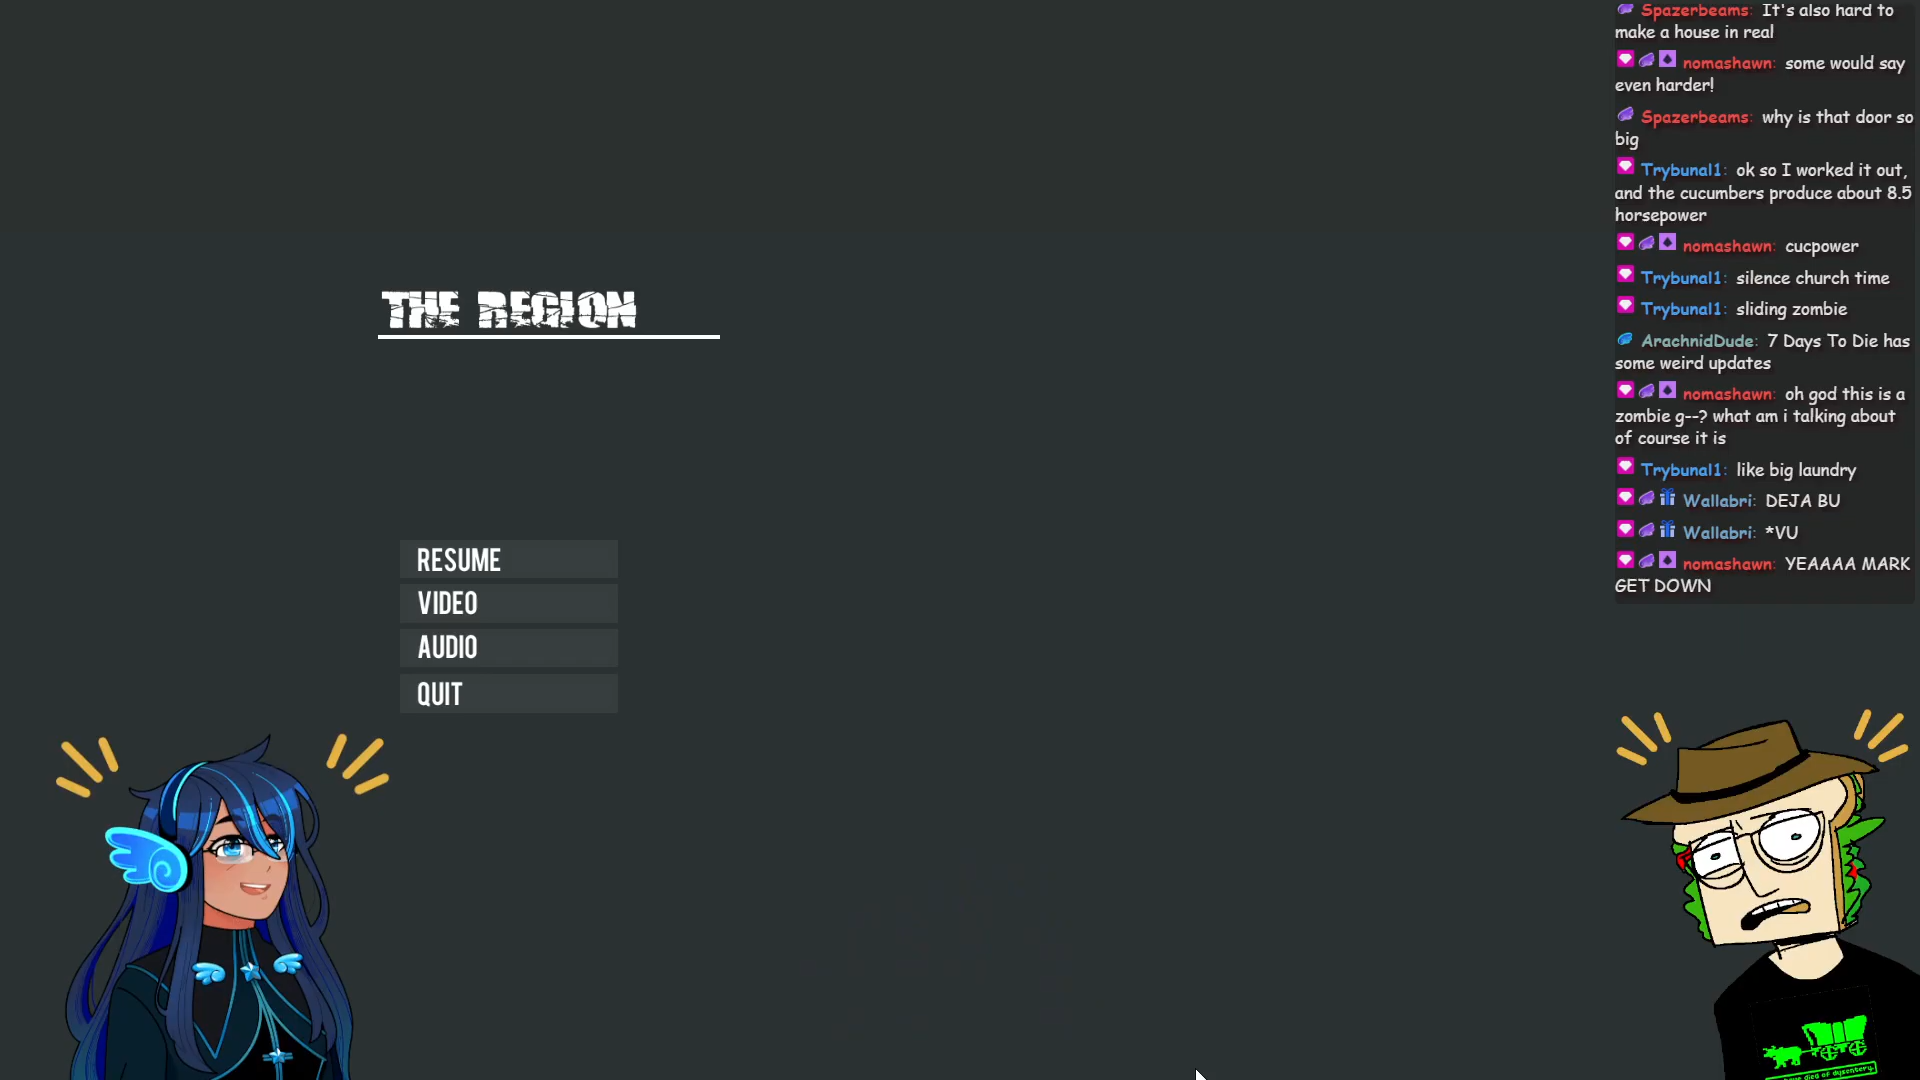 THE REGION
RESUME
VIDEO
AUDIO
QUIT
Spazerbeams: It's also hard to
make a house in real
nomashawn: some would say
even harder!
Spazerbeams: why is that door so
big
Trybunal1: ok so I worked it out,
and the cucumbers produce about 8.5
horsepower
nomashawn: cucpower
Trybunal1: silence church time
Trybunal1: sliding zombie
ArachnidDude: 7 Days To Die has
some weird updates
nomashawn: oh god this is a
zombie g--? what am i talking about
of course it is
Trybunal1: like big laundry
Wallabri: DEJA BU
Wallabri: *VU
nomashawn: YEAAAA MARK
GET DOWN
have died of dysentery